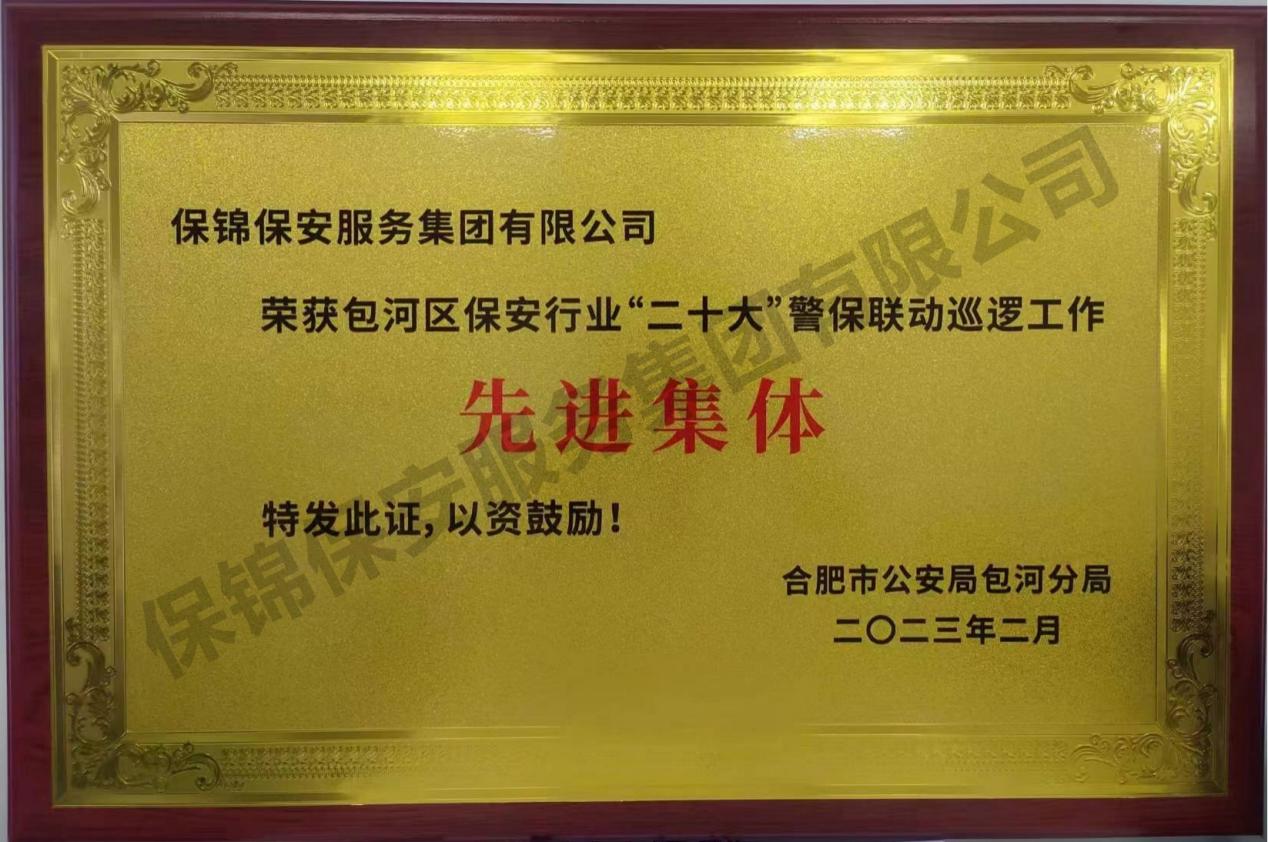 保锦保安服务集团有限公司
荣获包河区保安行业“二十大”警保联动巡逻工作
先进集体
特发此证,以资鼓励!
合肥市公安局包河分局
二〇二三年二月
保锦保安服务集团有限公司